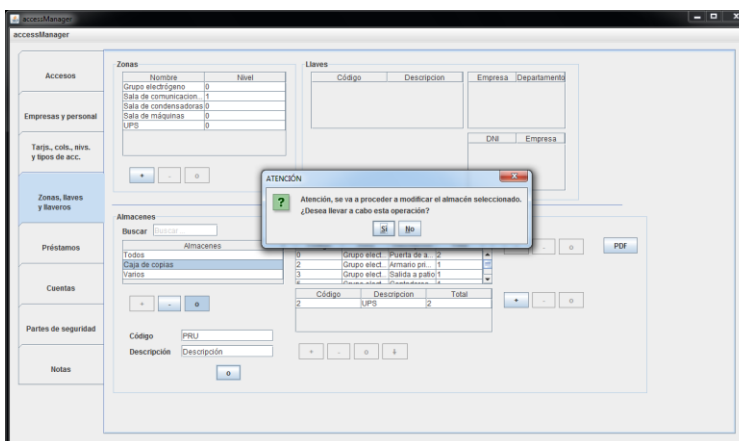 accessManager
accessManager
Accesos
Empresas y personal
Tarjs., cols., nivs.
y tipos de acc.
Zonas, llaves
y llaveros
Préstamos
Cuentas
Partes de seguridad
Notas
Zonas
Nombre Nivel
Grupo electrógeno 0
Sala de comunicacion... 1
Sala de condensadoras 0
Sala de máquinas 0
UPS 0
+ - o
Llaves
Código Descripcion
Empresa Departamento
DNI Empresa
ATENCIÓN
Atención, se va a proceder a modificar el almacén seleccionado.
¿Desea llevar a cabo esta operación?
Sí No
Almacenes
Buscar Buscar ...
Almacenes
Todos
Caja de copias
Varios
+ - o
Código PRU
Descripción Descripción
o
0 Grupo elect... Puerta de a... 2
2 Grupo elect... Armario pri... 1
3 Grupo elect... Salida a patio 1
Código Descripcion Total
2 UPS 2
+ - o
- o
PDF
+ - o